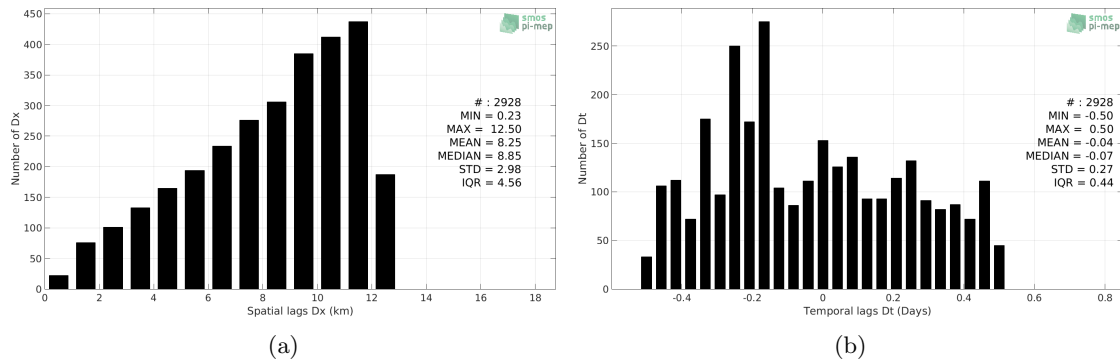 450
400
350
300
250
200
150
100
50
0
Number of Dx
0 2 4 6 8 10 12 14 16 18
Spatial lags Dx (km)
smos
pi-mep
# : 2928
MIN = 0.23
MAX = 12.50
MEAN = 8.25
MEDIAN = 8.85
STD = 2.98
IQR = 4.56
(a)
250
200
150
100
50
0
Number of Dt
-0.4 -0.2 0 0.2 0.4 0.6 0.8
Temporal lags Dt (Days)
smos
pi-mep
# : 2928
MIN = -0.50
MAX = 0.50
MEAN = -0.04
MEDIAN = -0.07
STD = 0.27
IQR = 0.44
(b)